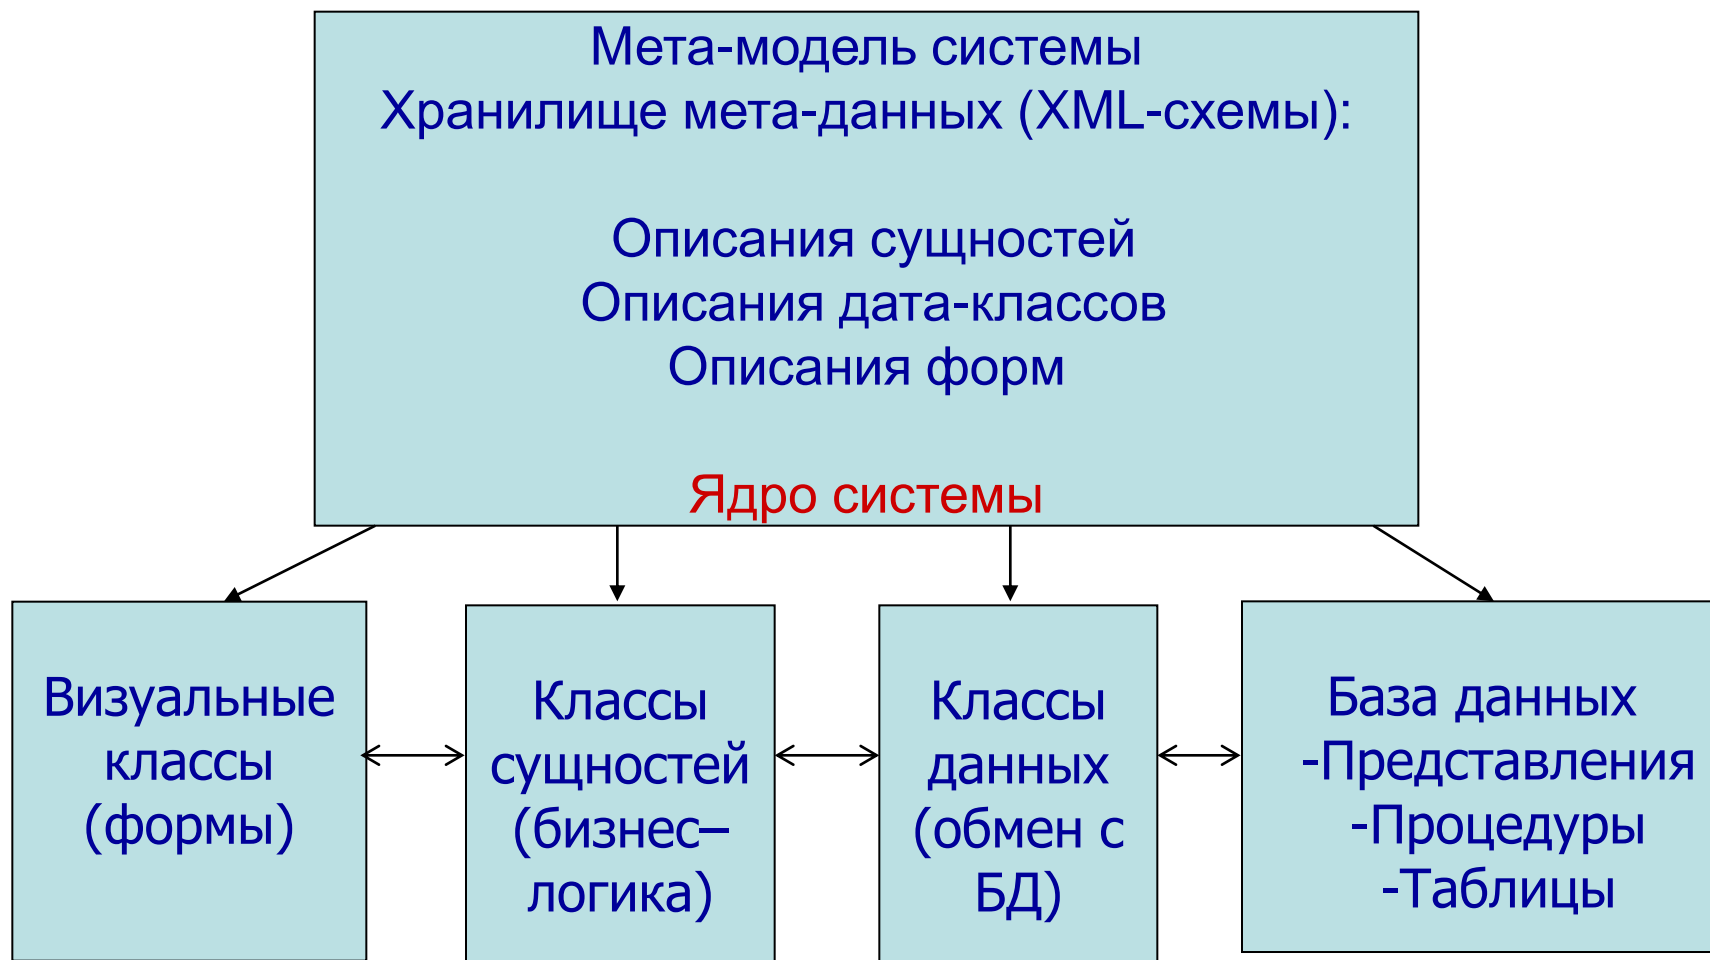 Мета-модель системы
Хранилище мета-данных (XML-схемы):
Описания сущностей
Описания дата-классов
Описания форм
Ядро системы
Визуальные
классы
(формы)
Классы
сущностей
(бизнес–
логика)
Классы
данных
(обмен с
БД)
База данных
-Представления
-Процедуры
-Таблицы